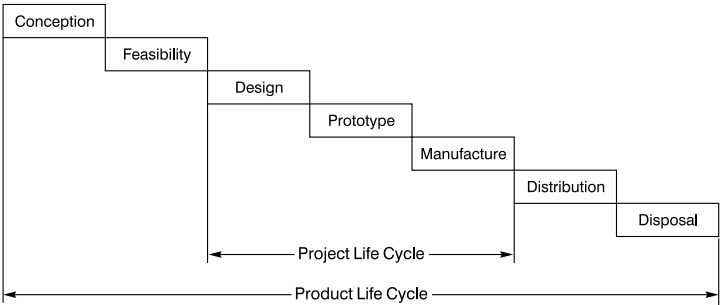 Conception
Feasibility
Design
Prototype
Manufacture
Distribution
Disposal
Project Life Cycle
Product Life Cycle